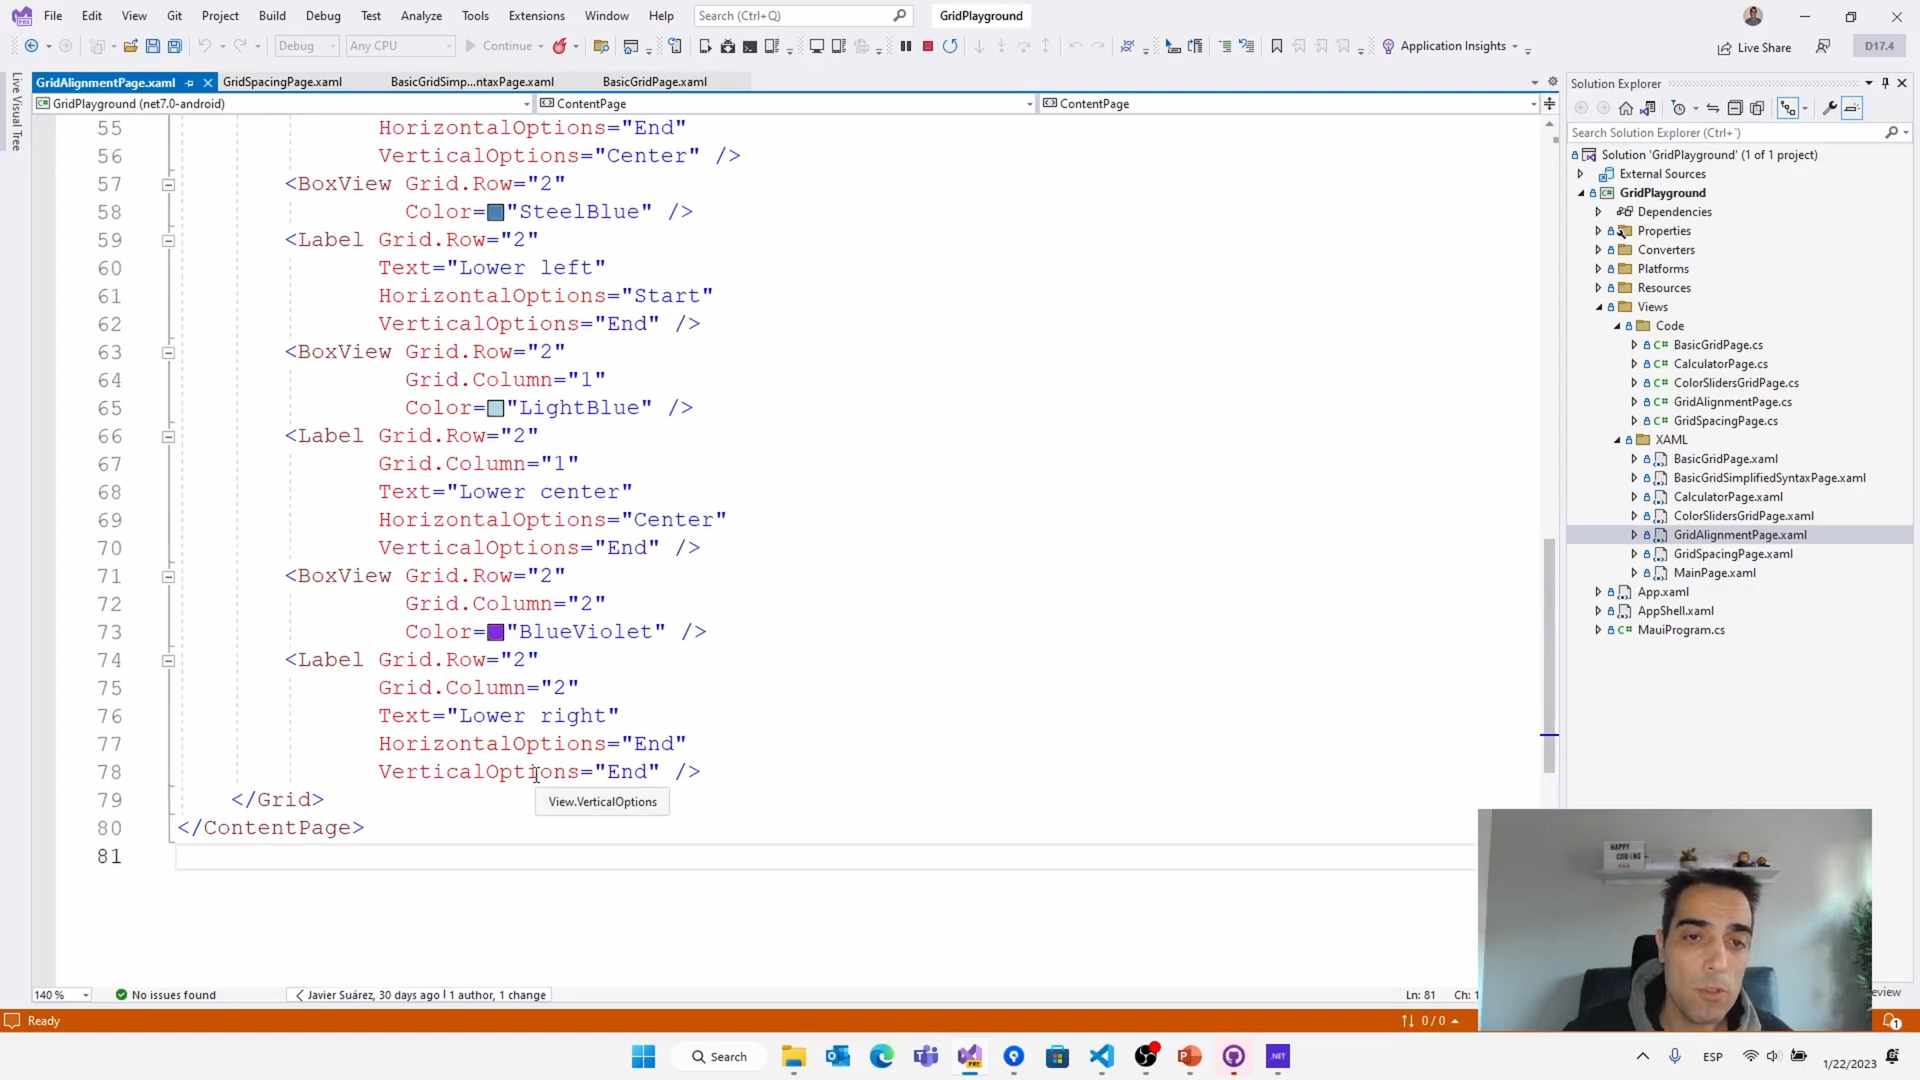 File Edit View Git Project Build Debug Test Analyze Tools Extensions Window Help Search (Ctrl+Q) GridPlayground
Debug Any CPU Continue Application Insights Live Share D17.4
Live Visual Tree
GridAlignmentPage.xaml GridSpacingPage.xaml BasicGridSimp...ntaxPage.xaml BasicGridPage.xaml
GridPlayground (net7.0-android) ContentPage ContentPage
55 HorizontalOptions="End"
56 VerticalOptions="Center" />
57 <BoxView Grid.Row="2"
58 Color="SteelBlue" />
59 <Label Grid.Row="2"
60 Text="Lower left"
61 HorizontalOptions="Start"
62 VerticalOptions="End" />
63 <BoxView Grid.Row="2"
64 Grid.Column="1"
65 Color="LightBlue" />
66 <Label Grid.Row="2"
67 Grid.Column="1"
68 Text="Lower center"
69 HorizontalOptions="Center"
70 VerticalOptions="End" />
71 <BoxView Grid.Row="2"
72 Grid.Column="2"
73 Color="BlueViolet" />
74 <Label Grid.Row="2"
75 Grid.Column="2"
76 Text="Lower right"
77 HorizontalOptions="End"
78 VerticalOptions="End" />
79 </Grid>
View.VerticalOptions
80 </ContentPage>
81
140 % No issues found Javier Suárez, 30 days ago | 1 author, 1 change Ln: 81 Ch: 1
Ready 0 / 0
Solution Explorer
Search Solution Explorer (Ctrl+`)
Solution 'GridPlayground' (1 of 1 project)
External Sources
GridPlayground
Dependencies
Properties
Converters
Platforms
Resources
Views
Code
C# BasicGridPage.cs
C# CalculatorPage.cs
C# ColorSlidersGridPage.cs
C# GridAlignmentPage.cs
C# GridSpacingPage.cs
XAML
BasicGridPage.xaml
BasicGridSimplifiedSyntaxPage.xaml
CalculatorPage.xaml
ColorSlidersGridPage.xaml
GridAlignmentPage.xaml
GridSpacingPage.xaml
MainPage.xaml
App.xaml
AppShell.xaml
C# MauiProgram.cs
HAPPY
CODING
eview
1
Search PRE .NET ESP 1/22/2023